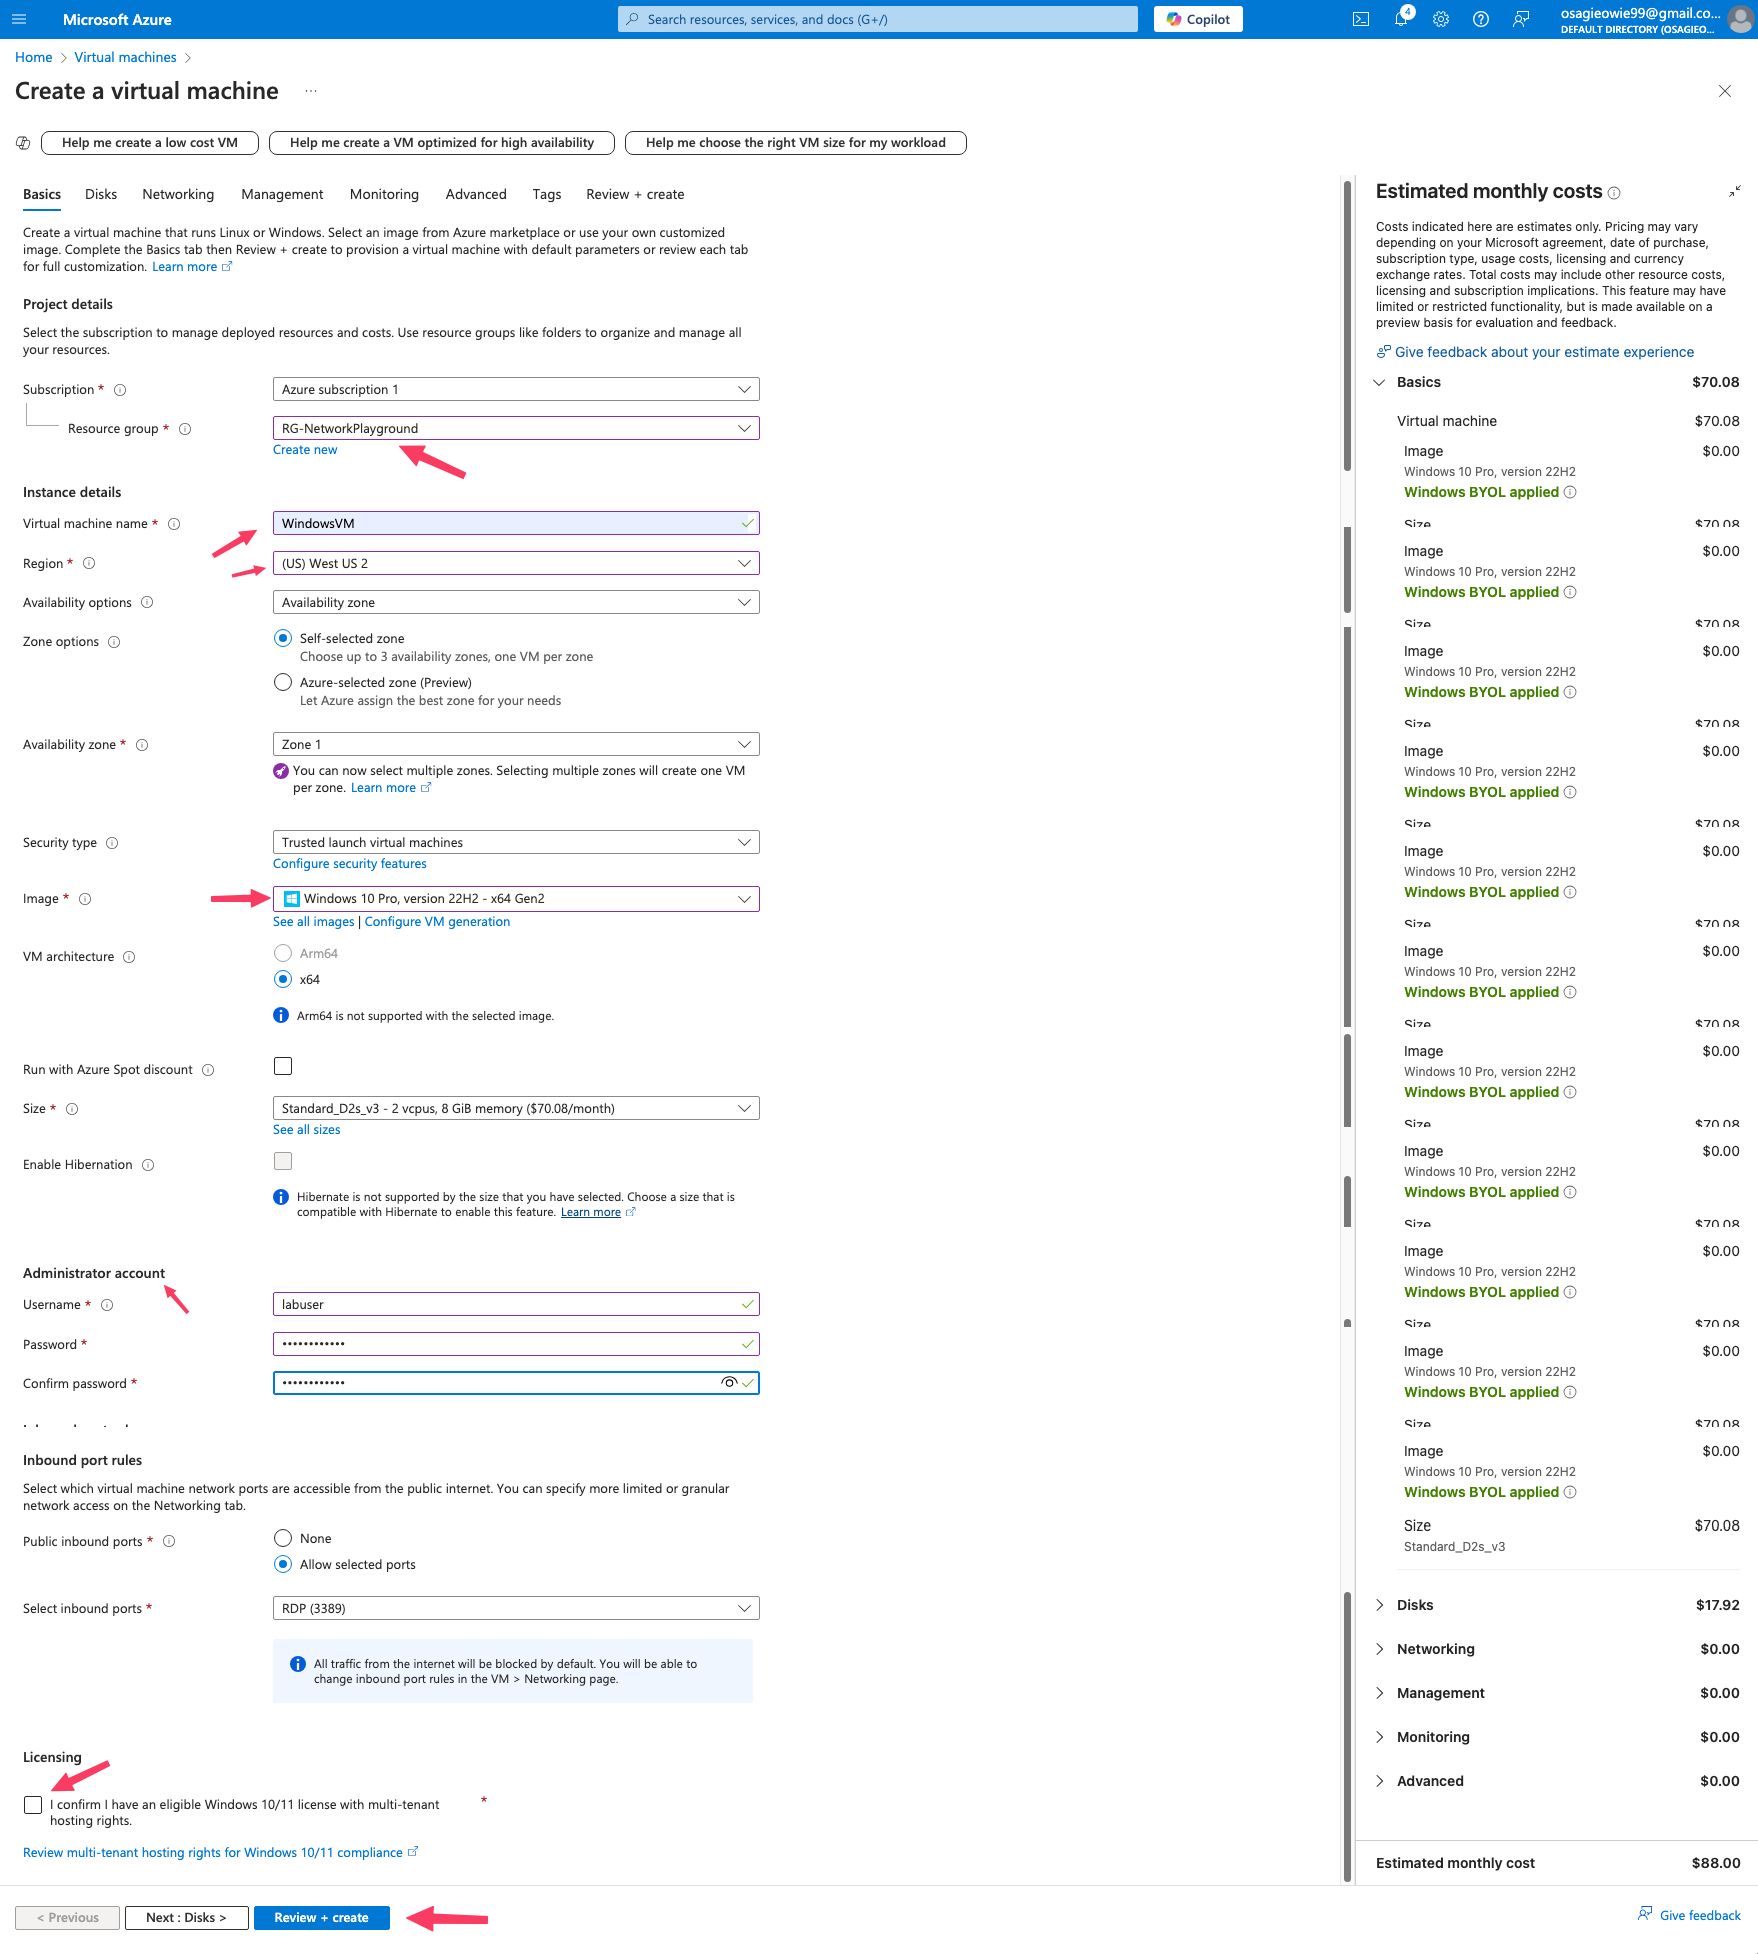 Microsoft Azure
Search resources, services, and docs (G+/)
Copilot
4
osagieowie99@gmail.co...
DEFAULT DIRECTORY (OSAGIEO...
Home > Virtual machines >
Create a virtual machine ...
Help me create a low cost VM
Help me create a VM optimized for high availability
Help me choose the right VM size for my workload
Basics Disks Networking Management Monitoring Advanced Tags Review + create
Create a virtual machine that runs Linux or Windows. Select an image from Azure marketplace or use your own customized
image. Complete the Basics tab then Review + create to provision a virtual machine with default parameters or review each tab
for full customization. Learn more
Project details
Select the subscription to manage deployed resources and costs. Use resource groups like folders to organize and manage all
your resources.
Subscription *
Azure subscription 1
Resource group *
RG-NetworkPlayground
Create new
Instance details
Virtual machine name *
WindowsVM
Region *
(US) West US 2
Availability options
Availability zone
Zone options
Self-selected zone
Choose up to 3 availability zones, one VM per zone
Azure-selected zone (Preview)
Let Azure assign the best zone for your needs
Availability zone *
Zone 1
You can now select multiple zones. Selecting multiple zones will create one VM
per zone. Learn more
Security type
Trusted launch virtual machines
Configure security features
Image *
Windows 10 Pro, version 22H2 - x64 Gen2
See all images | Configure VM generation
VM architecture
Arm64
x64
Arm64 is not supported with the selected image.
Run with Azure Spot discount
Size *
Standard_D2s_v3 - 2 vcpus, 8 GiB memory ($70.08/month)
See all sizes
Enable Hibernation
Hibernate is not supported by the size that you have selected. Choose a size that is
compatible with Hibernate to enable this feature. Learn more
Administrator account
Username *
labuser
Password *
••••••••••••
Confirm password *
••••••••••••
Inbound port rules
Select which virtual machine network ports are accessible from the public internet. You can specify more limited or granular
network access on the Networking tab.
Public inbound ports *
None
Allow selected ports
Select inbound ports *
RDP (3389)
All traffic from the internet will be blocked by default. You will be able to
change inbound port rules in the VM > Networking page.
Licensing
I confirm I have an eligible Windows 10/11 license with multi-tenant *
hosting rights.
Review multi-tenant hosting rights for Windows 10/11 compliance
< Previous
Next : Disks >
Review + create
Estimated monthly costs
Costs indicated here are estimates only. Pricing may vary
depending on your Microsoft agreement, date of purchase,
subscription type, usage costs, licensing and currency
exchange rates. Total costs may include other resource costs,
licensing and subscription implications. This feature may have
limited or restricted functionality, but is made available on a
preview basis for evaluation and feedback.
Give feedback about your estimate experience
Basics $70.08
Virtual machine $70.08
Image $0.00
Windows 10 Pro, version 22H2
Windows BYOL applied
Size $70.08
Image $0.00
Windows 10 Pro, version 22H2
Windows BYOL applied
Size $70.08
Image $0.00
Windows 10 Pro, version 22H2
Windows BYOL applied
Size $70.08
Image $0.00
Windows 10 Pro, version 22H2
Windows BYOL applied
Size $70.08
Image $0.00
Windows 10 Pro, version 22H2
Windows BYOL applied
Size $70.08
Image $0.00
Windows 10 Pro, version 22H2
Windows BYOL applied
Size $70.08
Image $0.00
Windows 10 Pro, version 22H2
Windows BYOL applied
Size $70.08
Image $0.00
Windows 10 Pro, version 22H2
Windows BYOL applied
Size $70.08
Image $0.00
Windows 10 Pro, version 22H2
Windows BYOL applied
Size $70.08
Image $0.00
Windows 10 Pro, version 22H2
Windows BYOL applied
Size $70.08
Image $0.00
Windows 10 Pro, version 22H2
Windows BYOL applied
Size $70.08
Standard_D2s_v3
Disks $17.92
Networking $0.00
Management $0.00
Monitoring $0.00
Advanced $0.00
Estimated monthly cost $88.00
Give feedback